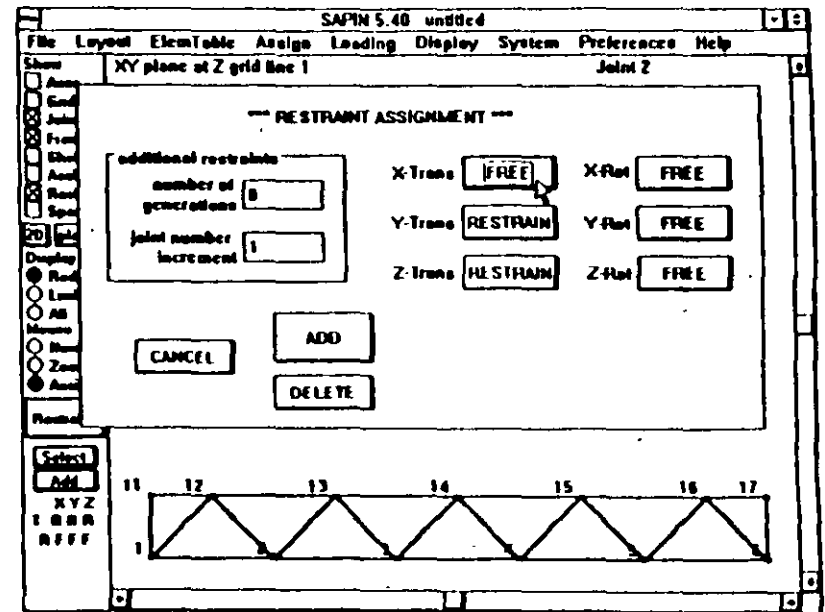 SAPIN 5.40 untitled
File Layout ElemTable Assign Loading Display System Preferences Help
Show
XY plane at Z grid line 1
Joint 2
*** RESTRAINT ASSIGNMENT ***
additional restraints
number of
generations
0
joint number
increment
1
X-Trans FREE X-Rot FREE
Y-Trans RESTRAIN Y-Rot FREE
Z-Trans RESTRAIN Z-Rot FREE
CANCEL
ADD
DELETE
2D
Display
All
Mouse
Select
Add
X Y Z
11 12 13 14 15 16 17
1